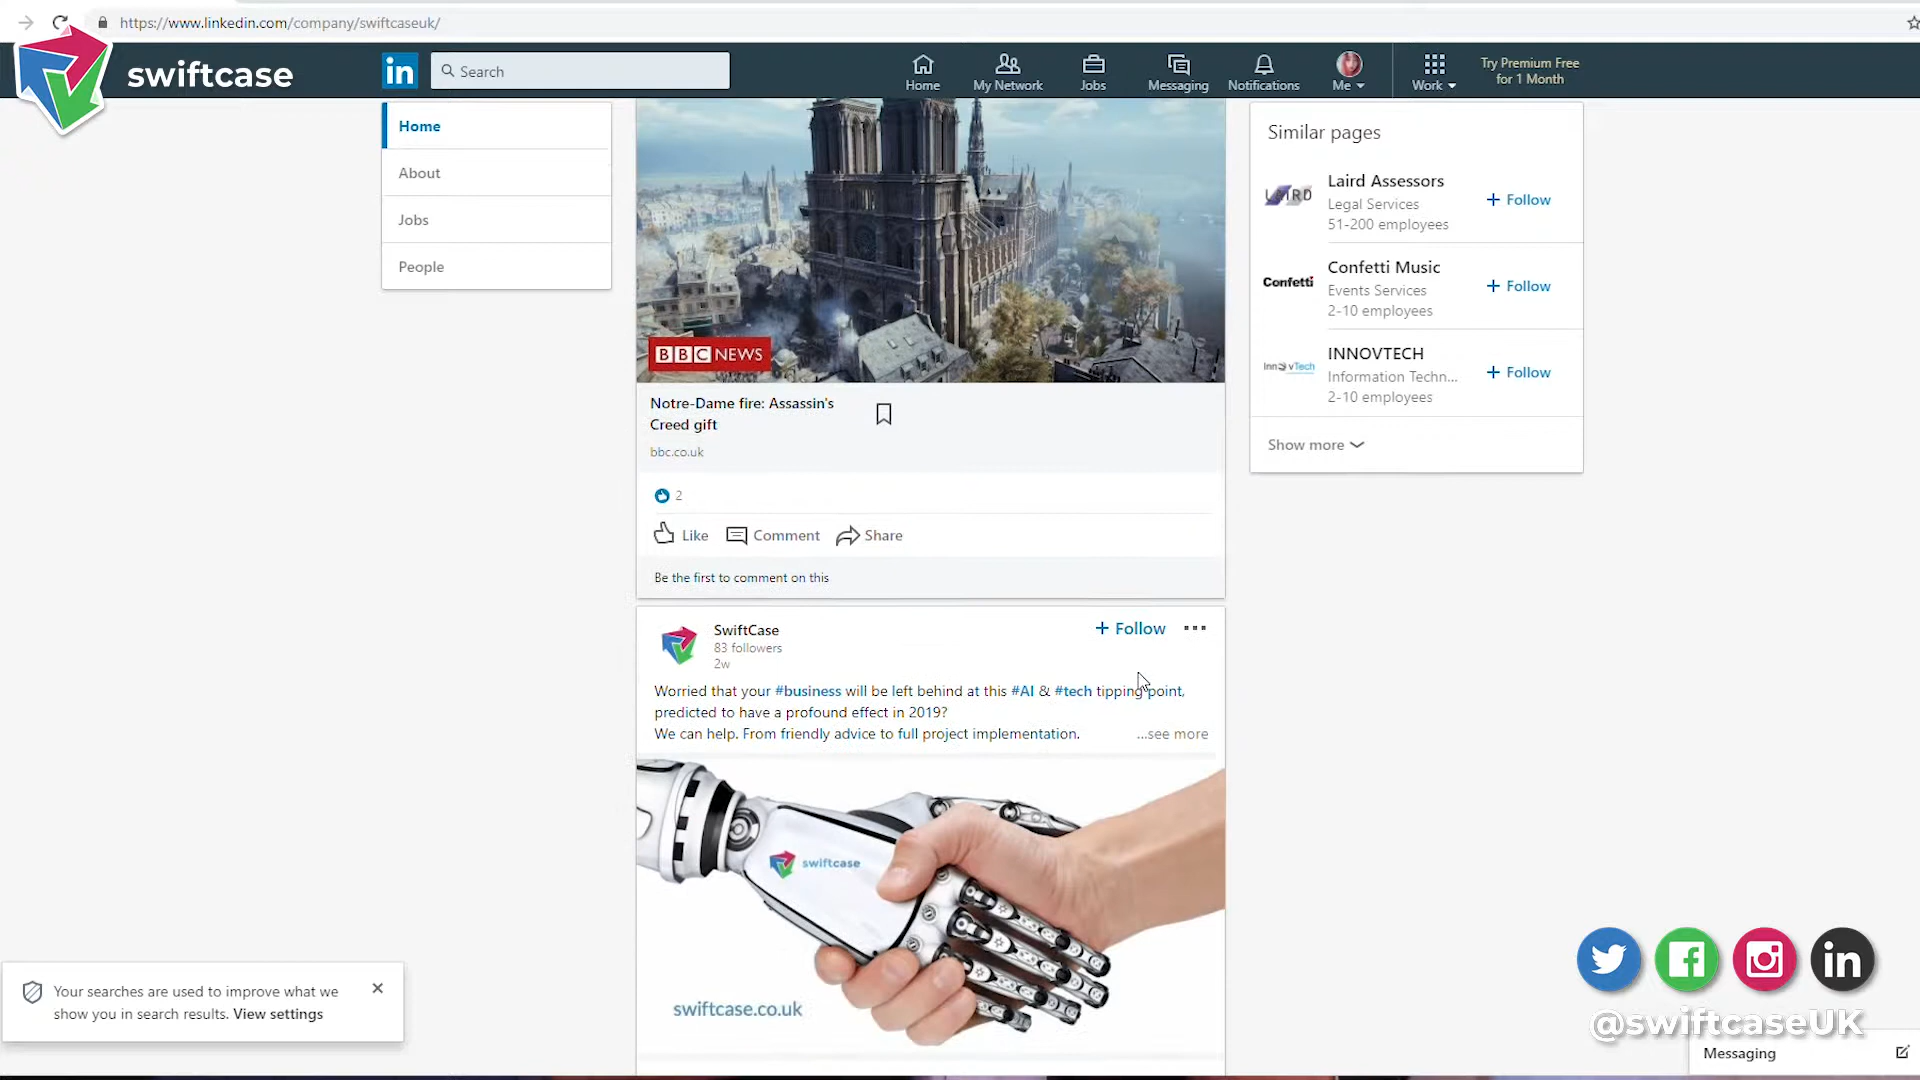 https://www.linkedin.com/company/swiftcaseuk/
swiftcase
in
Search
Home
My Network
Jobs
Messaging
Notifications
Me
Work
Try Premium Free
for 1 Month
Home
About
Jobs
People
BBC NEWS
Notre-Dame fire: Assassin's
Creed gift
bbc.co.uk
2
Like
Comment
Share
Be the first to comment on this
SwiftCase
83 followers
2w
+ Follow
Worried that your #business will be left behind at this #AI & #tech tipping point,
predicted to have a profound effect in 2019?
We can help. From friendly advice to full project implementation.
...see more
swiftcase
swiftcase.co.uk
Similar pages
LAIRD
Laird Assessors
Legal Services
51-200 employees
+ Follow
Confetti
Confetti Music
Events Services
2-10 employees
+ Follow
InnovTech
INNOVTECH
Information Techn...
2-10 employees
+ Follow
Show more
Your searches are used to improve what we
show you in search results. View settings
in
@swiftcaseUK
Messaging